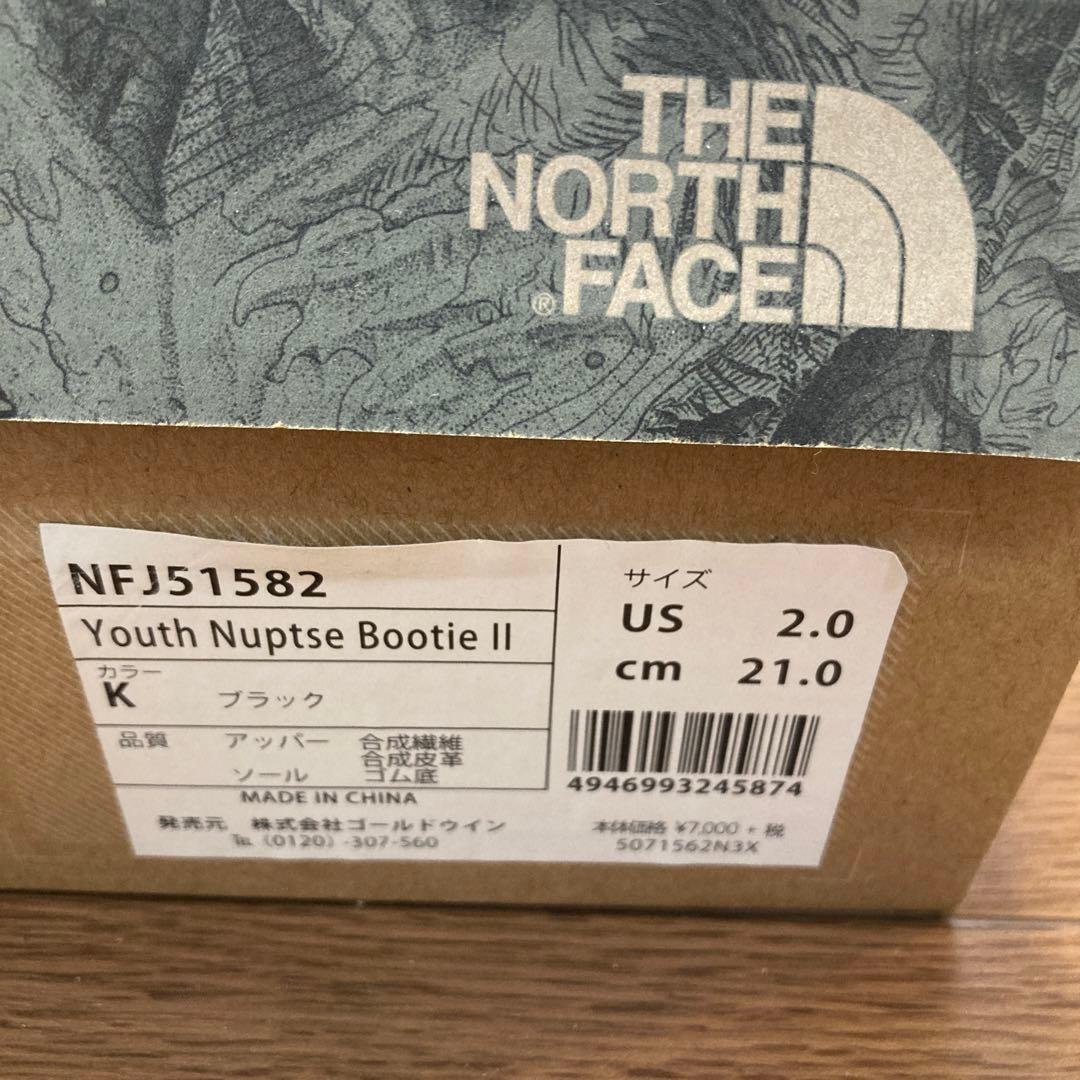 THE
NORTH
FACE
®
NFJ51582
Youth Nuptse Bootie II
カラー
K ブラック
品質 アッパー 合成繊維
合成皮革
ソール ゴム底
MADE IN CHINA
発売元 株式会社ゴールドウイン
℡ (0120)-307-560
サイズ
US 2.0
cm 21.0
4946993245874
本体価格 ¥7,000 + 税
5071562N3X